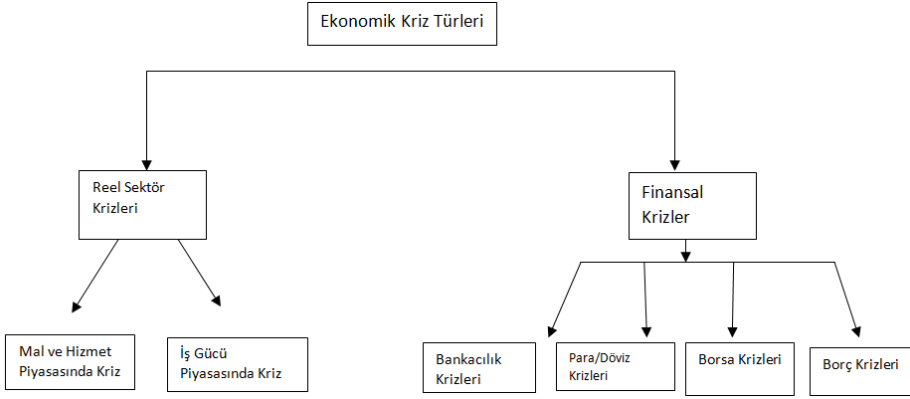 Ekonomik Kriz Türleri
Reel Sektör
Krizleri
Finansal
Krizler
Mal ve Hizmet
Piyasasında Kriz
İş Gücü
Piyasasında Kriz
Bankacılık
Krizleri
Para/Döviz
Krizleri
Borsa Krizleri
Borç Krizleri